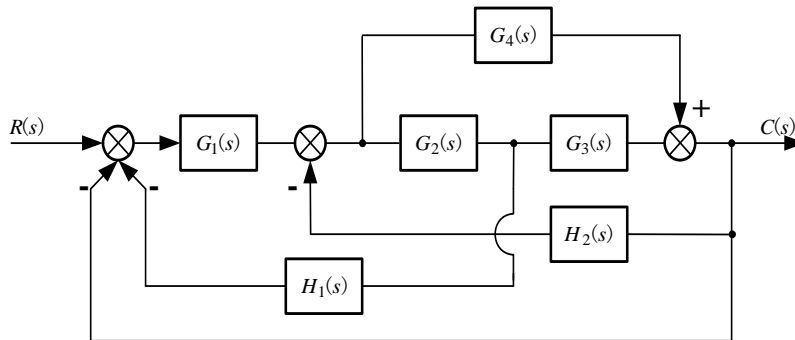 G₄(s)
+
R(s) G₁(s) G₂(s) G₃(s) C(s)
- - -
H₂(s)
H₁(s)